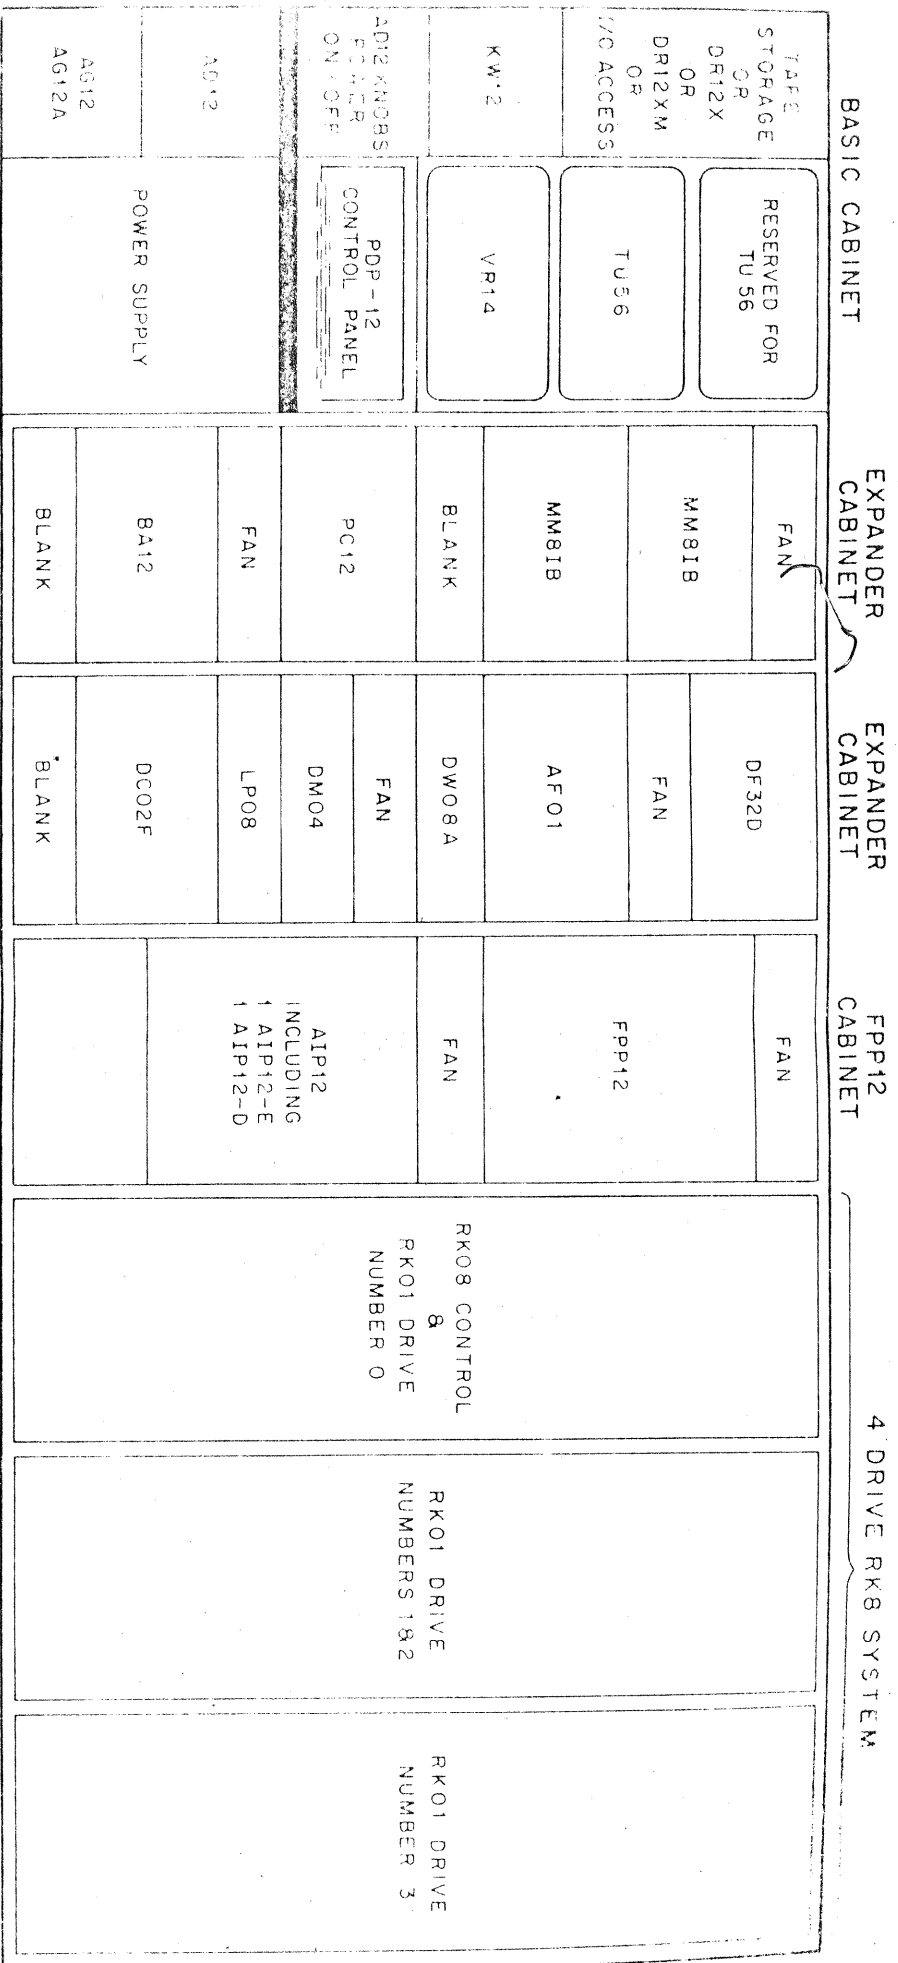 BASIC CABINET
TAPE
STORAGE
OR
DR12X
OR
DR12XM
OR
I/O ACCESS
KW12
AD12 KNOBS
POWER
ON/OFF
AD12
AG12
AG12A
RESERVED FOR
TU56
TU56
VR14
PDP-12
CONTROL PANEL
POWER SUPPLY
EXPANDER
CABINET
FAN
MM8IB
MM8IB
BLANK
PC12
FAN
BA12
BLANK
EXPANDER
CABINET
DF32D
FAN
AF01
DW08A
FAN
DM04
LP08
DC02F
BLANK
FPP12
CABINET
FAN
FPP12
FAN
AIP12
INCLUDING
1 AIP12-E
1 AIP12-D
4 DRIVE RK8 SYSTEM
RK08 CONTROL
&
RK01 DRIVE
NUMBER 0
RK01 DRIVE
NUMBERS 1&2
RK01 DRIVE
NUMBER 3